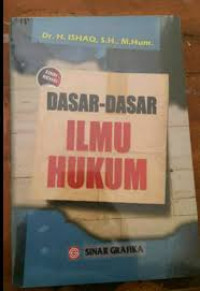 Dr. H. ISHAQ, S.H., M.Hum.
DASAR-DASAR
ILMU
HUKUM
SINAR GRAFIKA